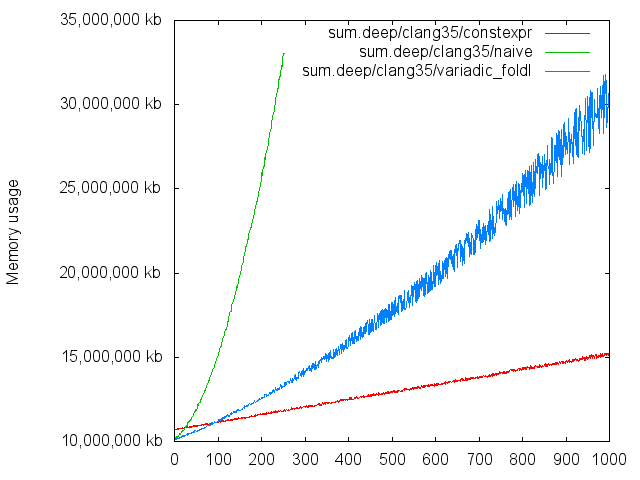 35,000,000 kb
30,000,000 kb
25,000,000 kb
20,000,000 kb
15,000,000 kb
10,000,000 kb
Memory usage
sum.deep/clang35/constexpr
sum.deep/clang35/naive
sum.deep/clang35/variadic_foldl
0 100 200 300 400 500 600 700 800 900 1000